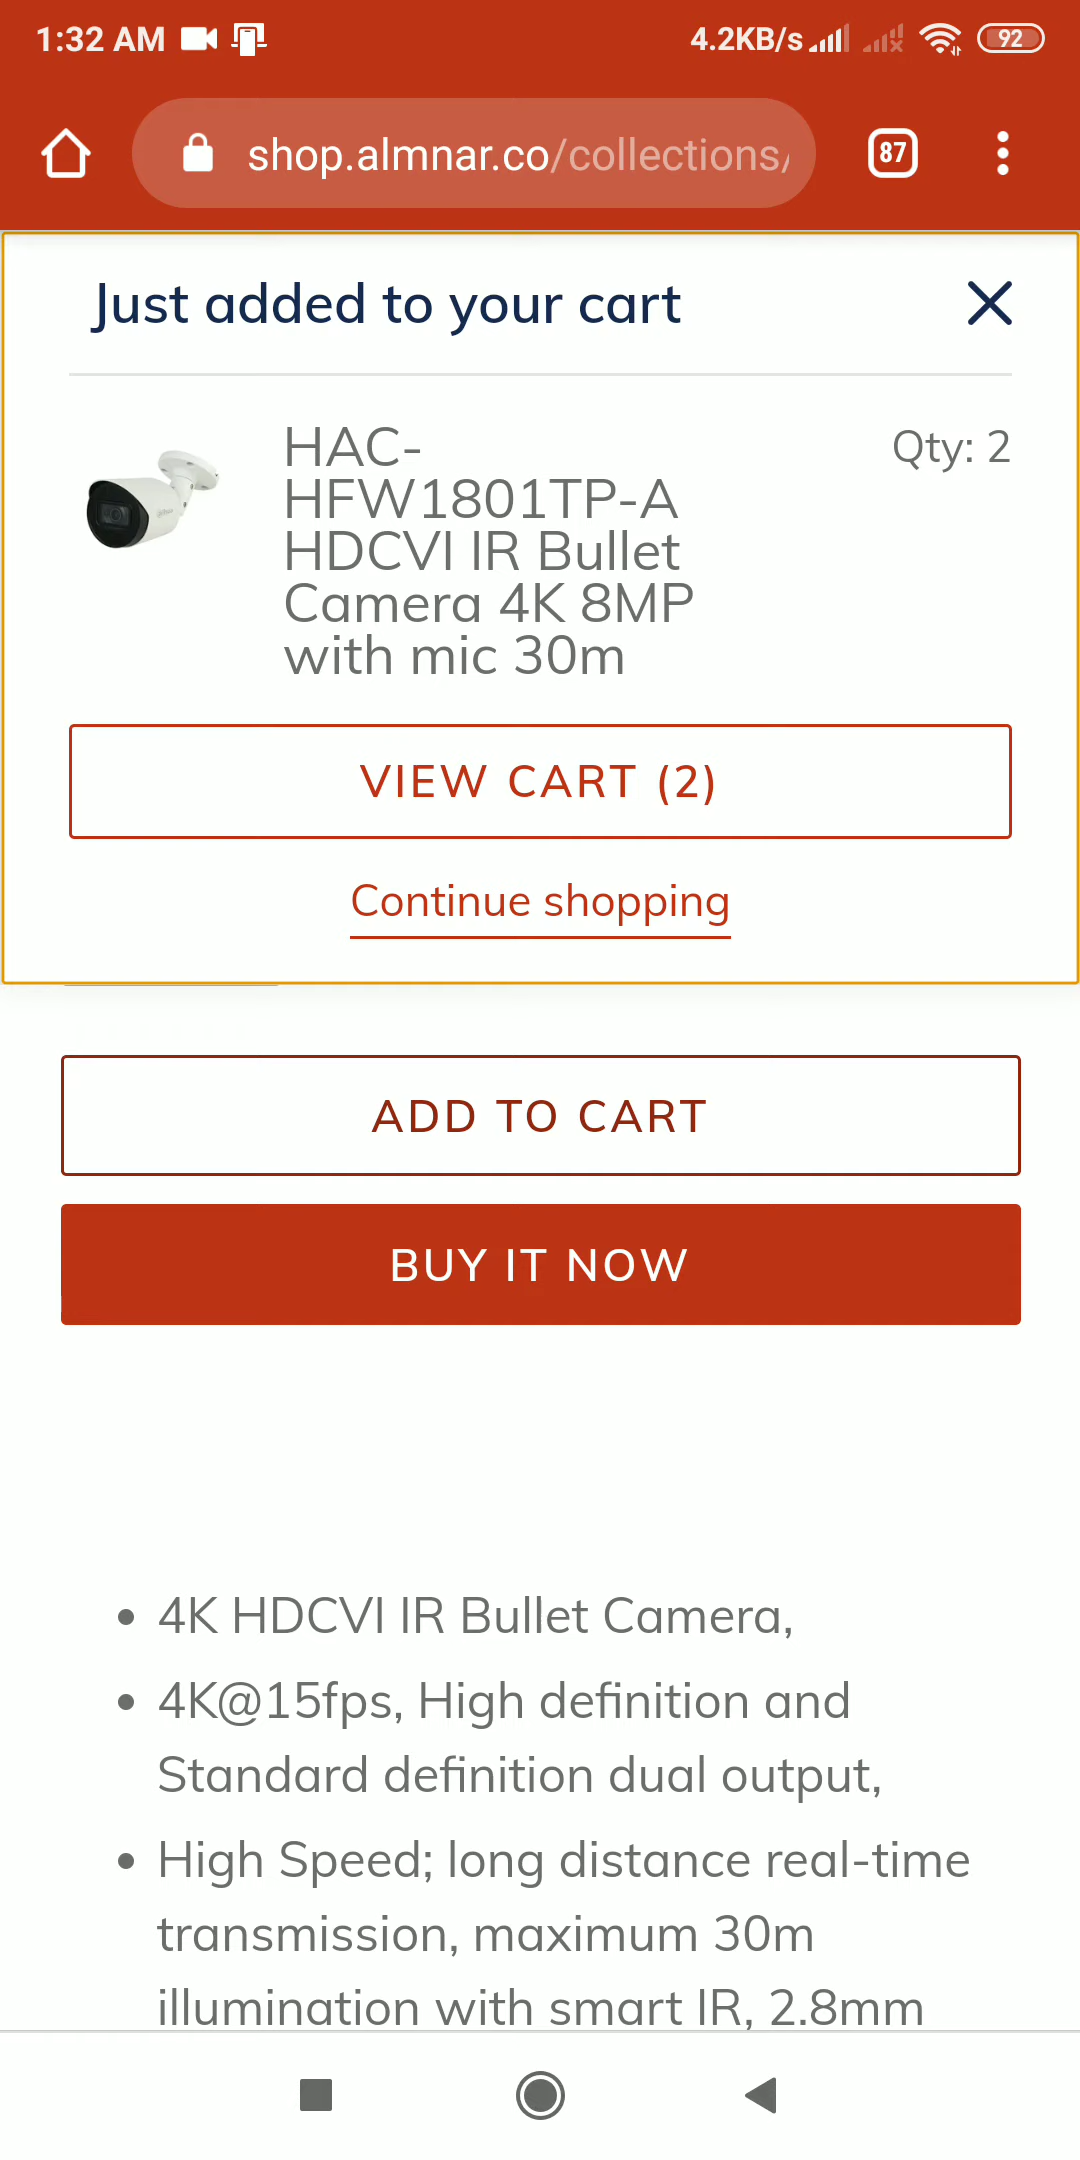 1:32 AM 4.2KB/s 92
shop.almnar.co/collections/ 87
Just added to your cart
HAC- Qty: 2
HFW1801TP-A
HDCVI IR Bullet
Camera 4K 8MP
with mic 30m
VIEW CART (2)
Continue shopping
ADD TO CART
BUY IT NOW
• 4K HDCVI IR Bullet Camera,
• 4K@15fps, High definition and
Standard definition dual output,
• High Speed; long distance real-time
transmission, maximum 30m
illumination with smart IR, 2.8mm